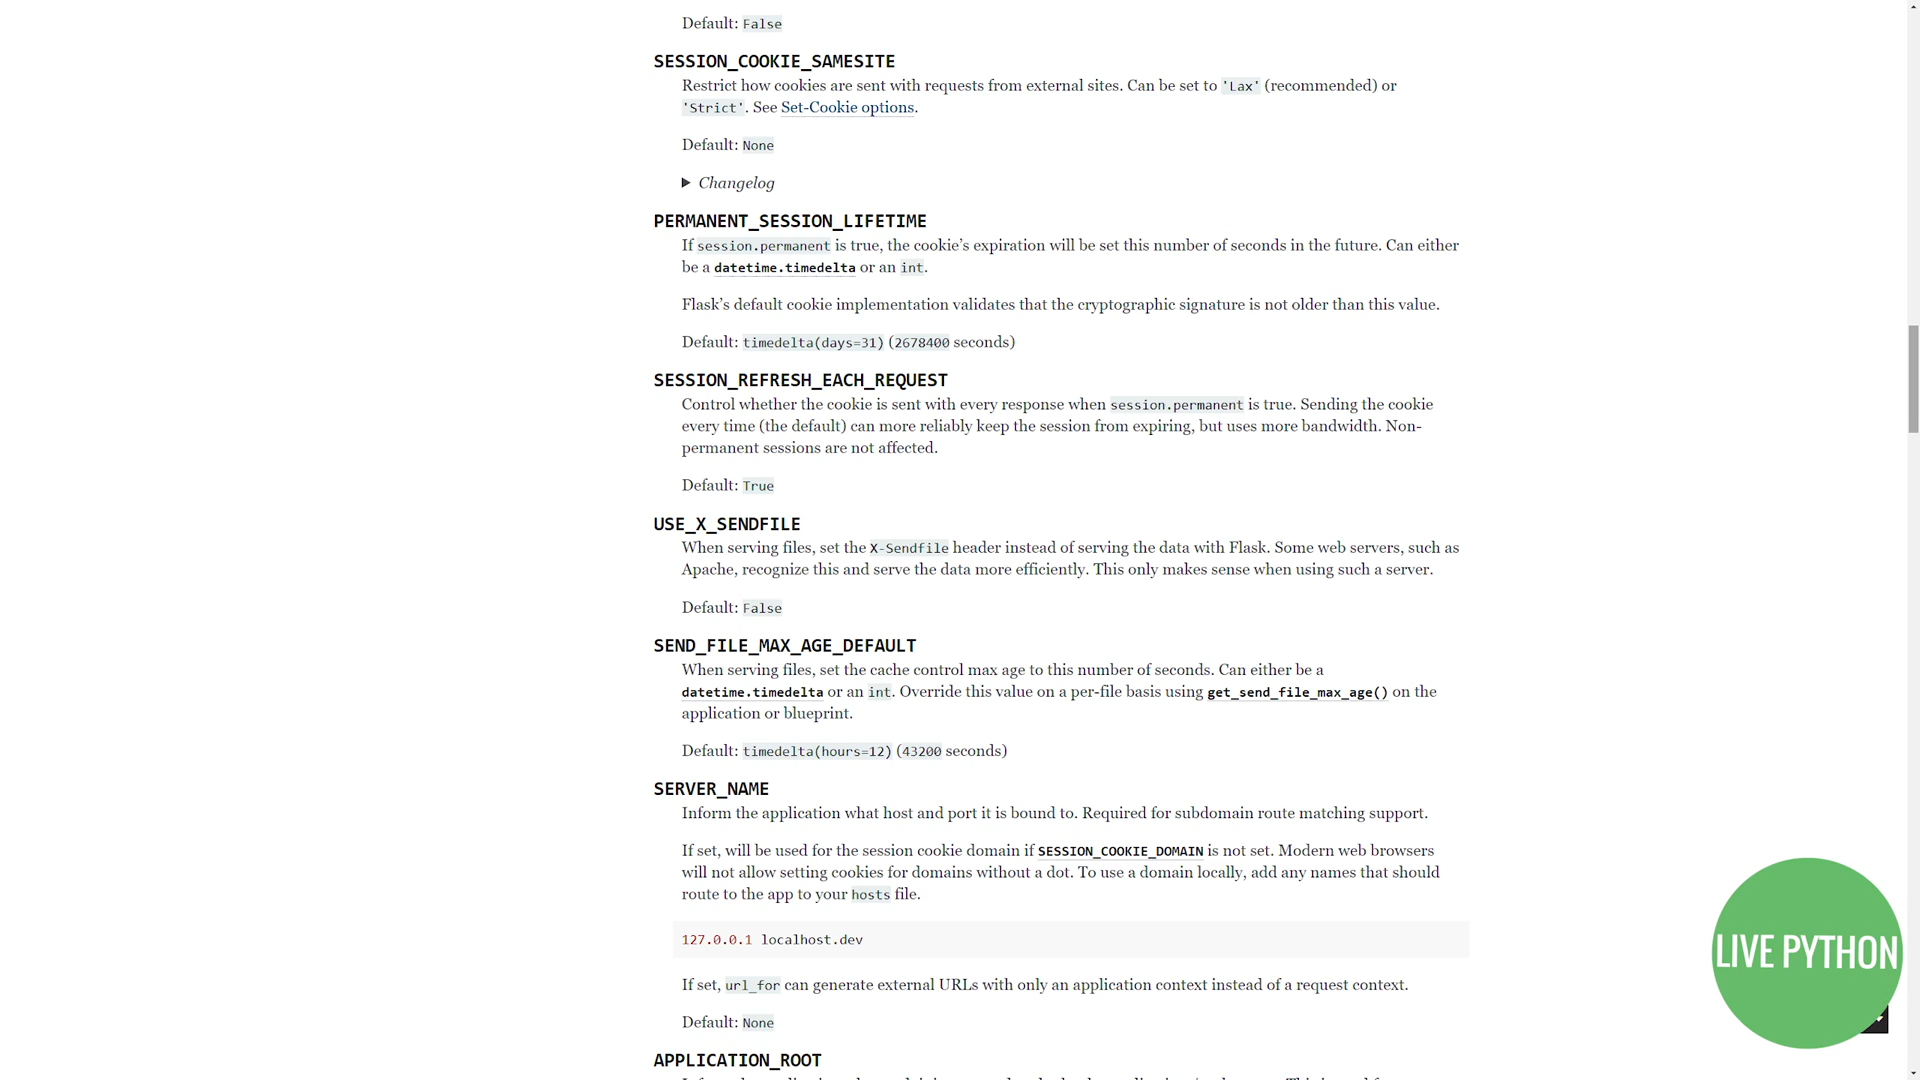 Default: False
SESSION_COOKIE_SAMESITE
Restrict how cookies are sent with requests from external sites. Can be set to 'Lax' (recommended) or
'Strict'. See Set-Cookie options.
Default: None
Changelog
PERMANENT_SESSION_LIFETIME
If session.permanent is true, the cookie’s expiration will be set this number of seconds in the future. Can either
be a datetime.timedelta or an int.
Flask’s default cookie implementation validates that the cryptographic signature is not older than this value.
Default: timedelta(days=31) (2678400 seconds)
SESSION_REFRESH_EACH_REQUEST
Control whether the cookie is sent with every response when session.permanent is true. Sending the cookie
every time (the default) can more reliably keep the session from expiring, but uses more bandwidth. Non-
permanent sessions are not affected.
Default: True
USE_X_SENDFILE
When serving files, set the X-Sendfile header instead of serving the data with Flask. Some web servers, such as
Apache, recognize this and serve the data more efficiently. This only makes sense when using such a server.
Default: False
SEND_FILE_MAX_AGE_DEFAULT
When serving files, set the cache control max age to this number of seconds. Can either be a
datetime.timedelta or an int. Override this value on a per-file basis using get_send_file_max_age() on the
application or blueprint.
Default: timedelta(hours=12) (43200 seconds)
SERVER_NAME
Inform the application what host and port it is bound to. Required for subdomain route matching support.
If set, will be used for the session cookie domain if SESSION_COOKIE_DOMAIN is not set. Modern web browsers
will not allow setting cookies for domains without a dot. To use a domain locally, add any names that should
route to the app to your hosts file.
127.0.0.1 localhost.dev
If set, url_for can generate external URLs with only an application context instead of a request context.
Default: None
APPLICATION_ROOT
LIVE PYTHON